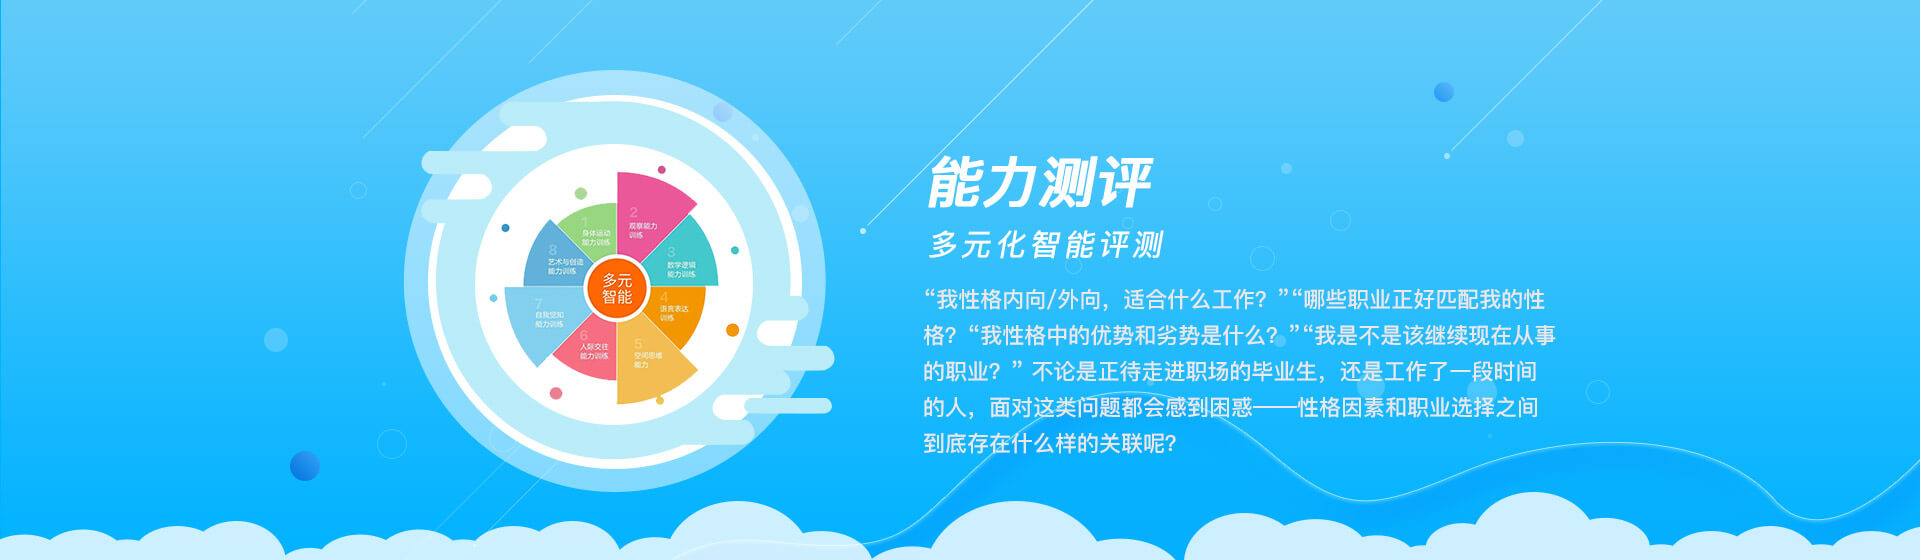 1
身体运动
能力训练
2
观察能力
训练
3
数学逻辑
能力训练
4
语言表达
训练
5
空间思维
能力
6
人际交往
能力训练
7
自我觉知
能力训练
8
艺术与创造
能力训练
多元
智能
能力测评
多元化智能评测
“我性格内向/外向，适合什么工作？”“哪些职业正好匹配我的性
格？“我性格中的优势和劣势是什么？”“我是不是该继续现在从事
的职业？” 不论是正待走进职场的毕业生，还是工作了一段时间
的人，面对这类问题都会感到困惑——性格因素和职业选择之间
到底存在什么样的关联呢？